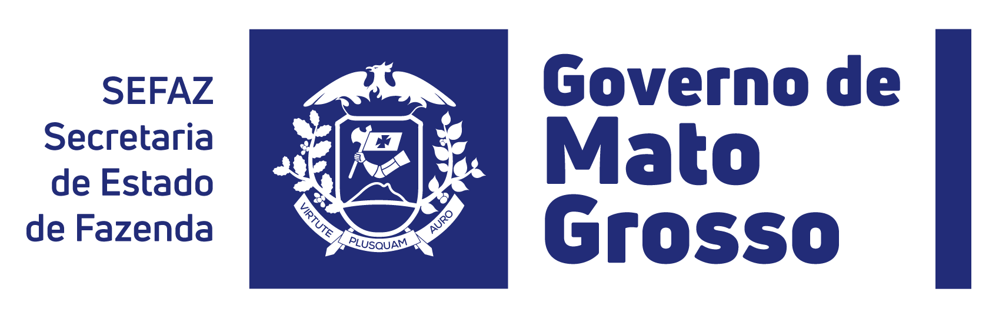 SEFAZ
Secretaria
de Estado
de Fazenda
VIRTUTE
PLUSQUAM
AURO
Governo de
Mato
Grosso